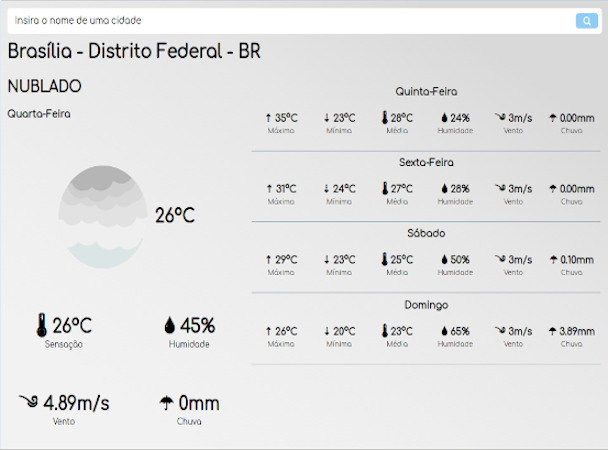 Insira o nome de uma cidade
Brasília - Distrito Federal - BR
NUBLADO
Quarta-Feira
26ºC
26ºC
Sensação
45%
Humidade
4.89m/s
Vento
0mm
Chuva
Quinta-Feira
35ºC 23ºC 28ºC 24% 3m/s 0.00mm
Máxima Mínima Média Humidade Vento Chuva
Sexta-Feira
31ºC 24ºC 27ºC 28% 3m/s 0.00mm
Máxima Mínima Média Humidade Vento Chuva
Sábado
29ºC 23ºC 25ºC 50% 3m/s 0.10mm
Máxima Mínima Média Humidade Vento Chuva
Domingo
26ºC 20ºC 23ºC 65% 3m/s 3.89mm
Máxima Mínima Média Humidade Vento Chuva